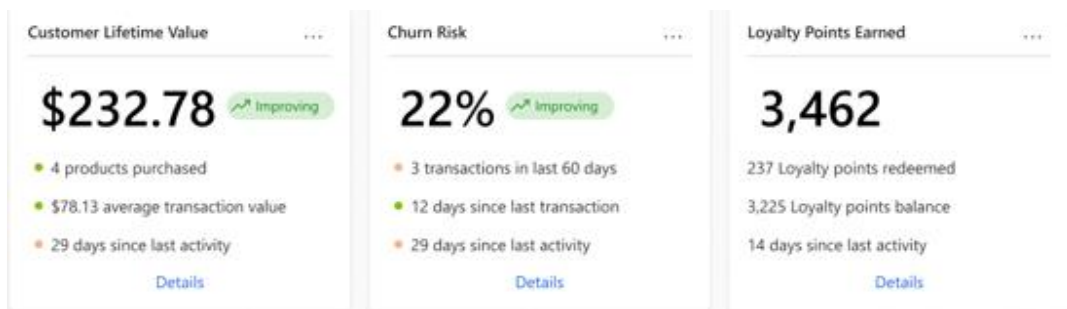 Customer Lifetime Value ...
$232.78 Improving
4 products purchased
$78.13 average transaction value
29 days since last activity
Details
Churn Risk ...
22% Improving
3 transactions in last 60 days
12 days since last transaction
29 days since last activity
Details
Loyalty Points Earned ...
3,462
237 Loyalty points redeemed
3,225 Loyalty points balance
14 days since last activity
Details